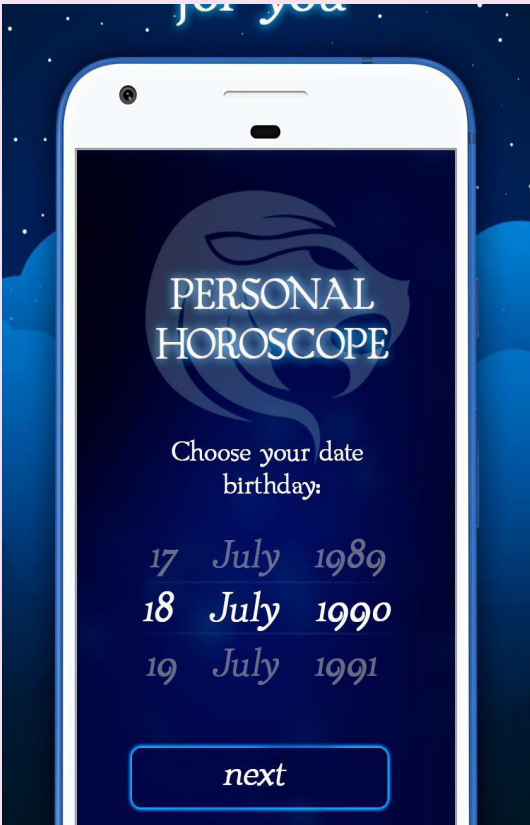 for you
PERSONAL
HOROSCOPE
Choose your date
birthday:
17 July 1989
18 July 1990
19 July 1991
next